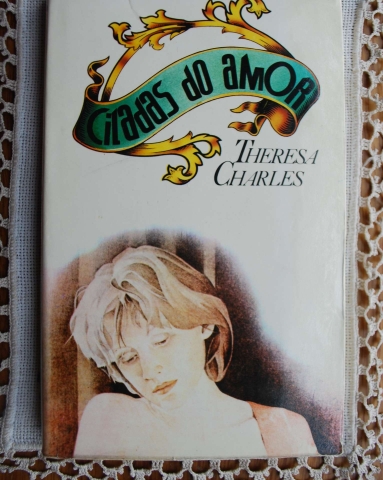 Ciladas do AMOR
THERESA
CHARLES